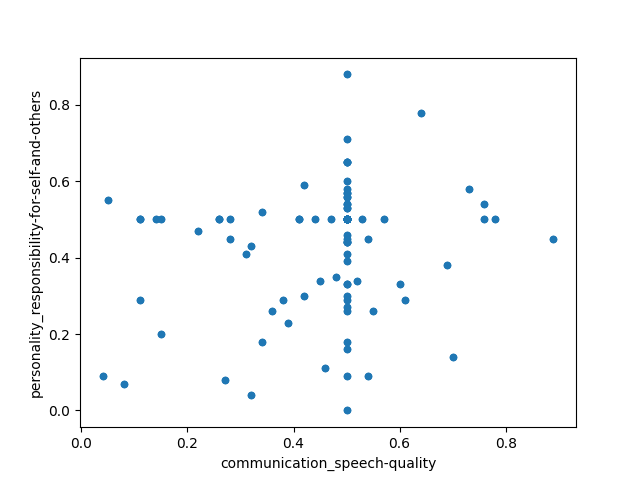 personality_responsibility-for-self-and-others
0.8
0.6
0.4
0.2
0.0
0.0 0.2 0.4 0.6 0.8
communication_speech-quality